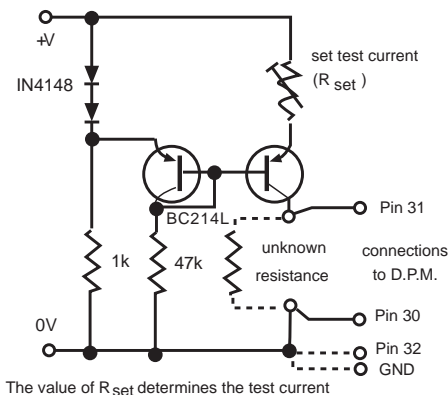 +V
set test current
(R set )
IN4148
BC214L
Pin 31
1k
47k
unknown
resistance
connections
to D.P.M.
Pin 30
0V
Pin 32
GND
The value of Rset determines the test current